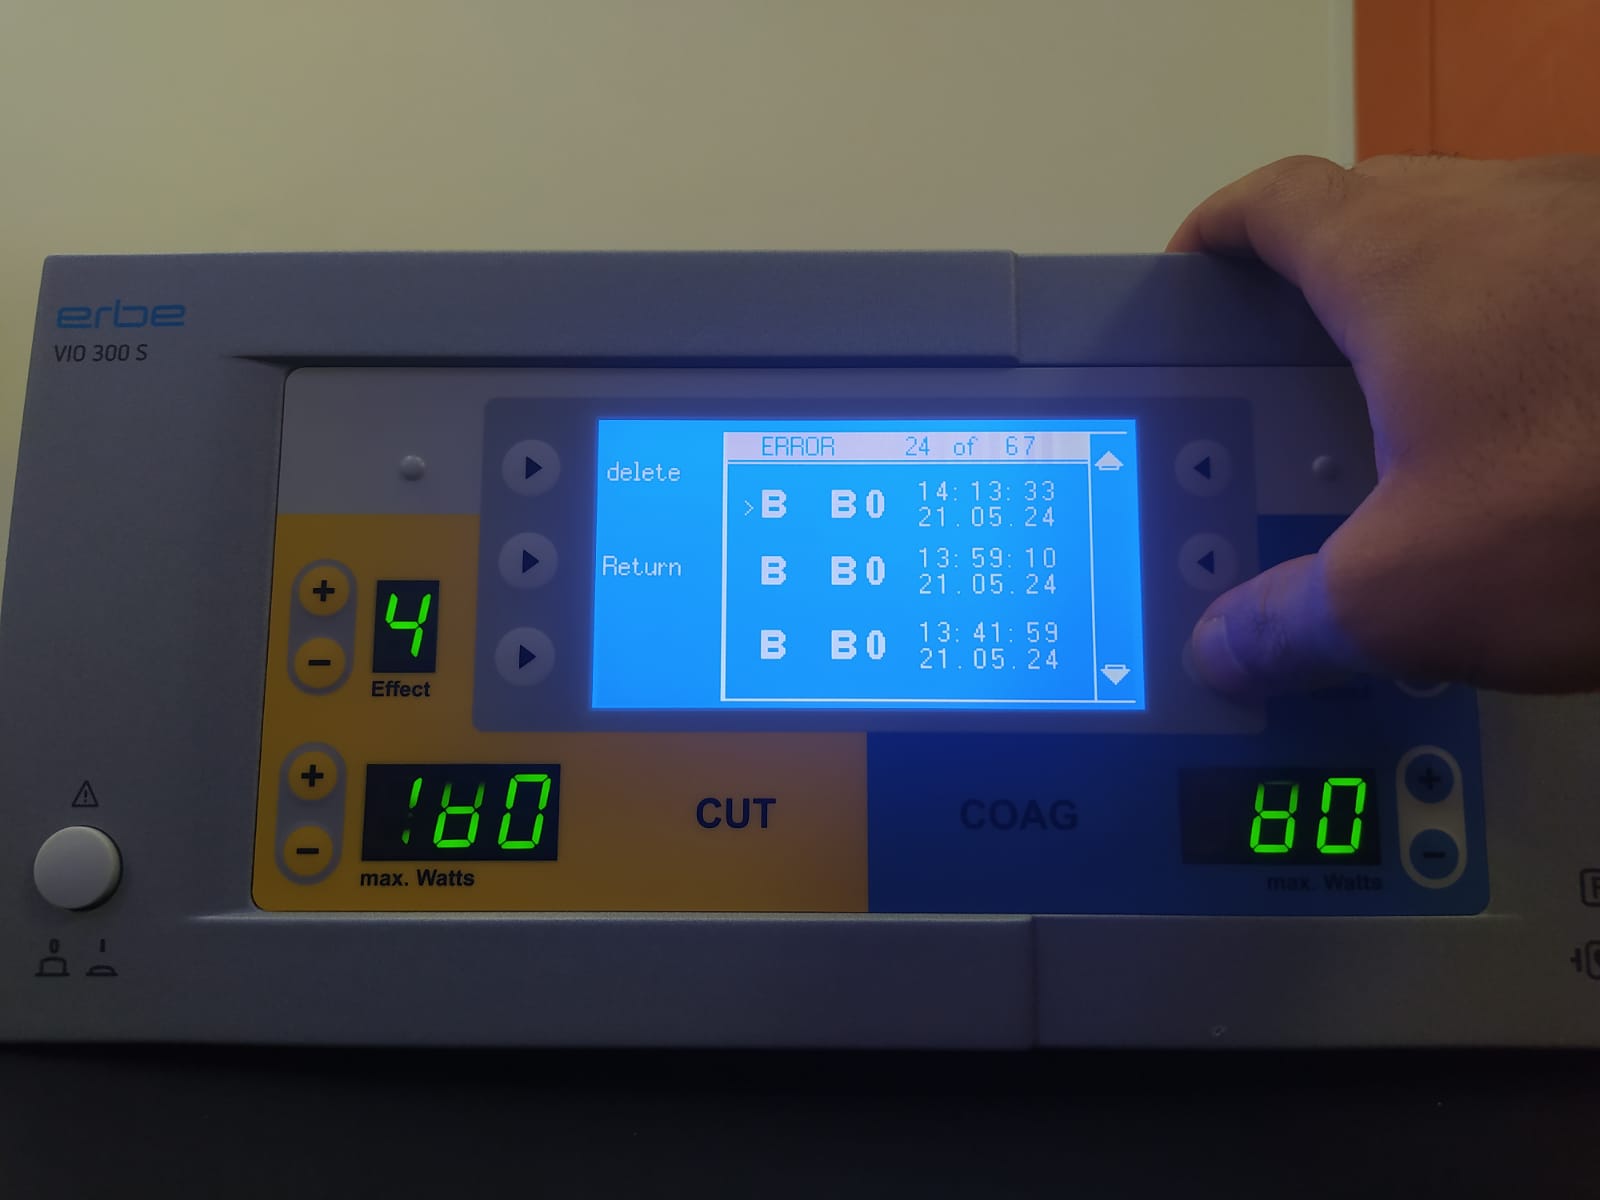 erbe
VIO 300 S
ERROR 24 of 67
delete
> B B0 14:13:33
21.05.24
Return
B B0 13:59:10
21.05.24
B B0 13:41:59
21.05.24
+
-
4
Effect
+
-
max. Watts
CUT
COAG
80
max. Watts
+
-
0 I